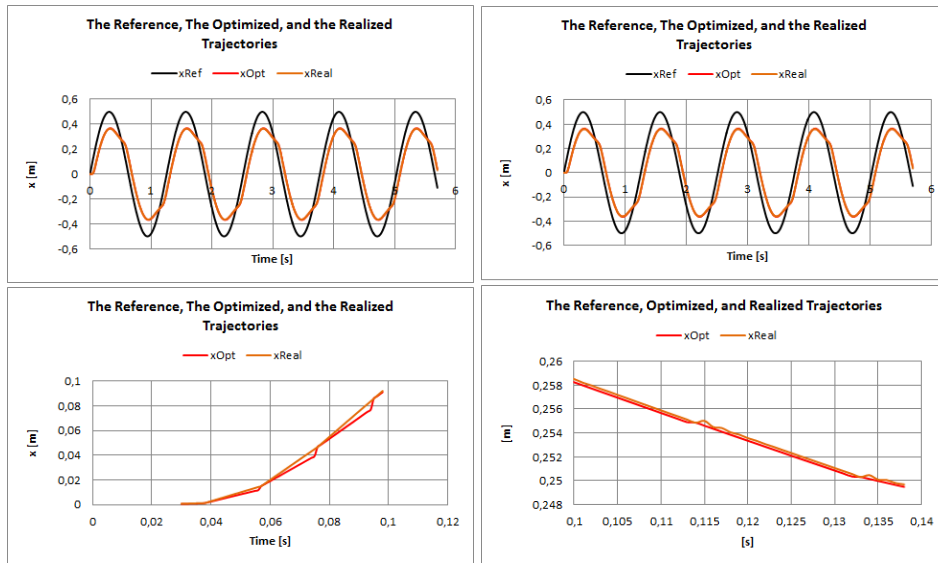 The Reference, The Optimized, and the Realized
Trajectories
xRef xOpt xReal
0,6
0,4
0,2
0
-0,2
-0,4
-0,6
0 1 2 3 4 5 6
x [m]
Time [s]
The Reference, The Optimized, and the Realized
Trajectories
xRef xOpt xReal
0,6
0,4
0,2
0
-0,2
-0,4
-0,6
0 1 2 3 4 5 6
x [m]
Time [s]
The Reference, The Optimized, and the Realized
Trajectories
xOpt xReal
0,1
0,08
0,06
0,04
0,02
0
0 0,02 0,04 0,06 0,08 0,1 0,12
x [m]
Time [s]
The Reference, Optimized, and Realized Trajectories
xOpt xReal
0,26
0,258
0,256
0,254
0,252
0,25
0,248
0,1 0,105 0,11 0,115 0,12 0,125 0,13 0,135 0,14
[m]
[s]